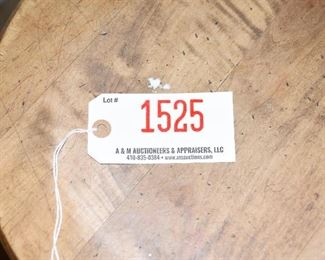 Lot #
1525
A & M AUCTIONEERS & APPRAISERS, LLC
410-835-0384 • www.amauctions.com